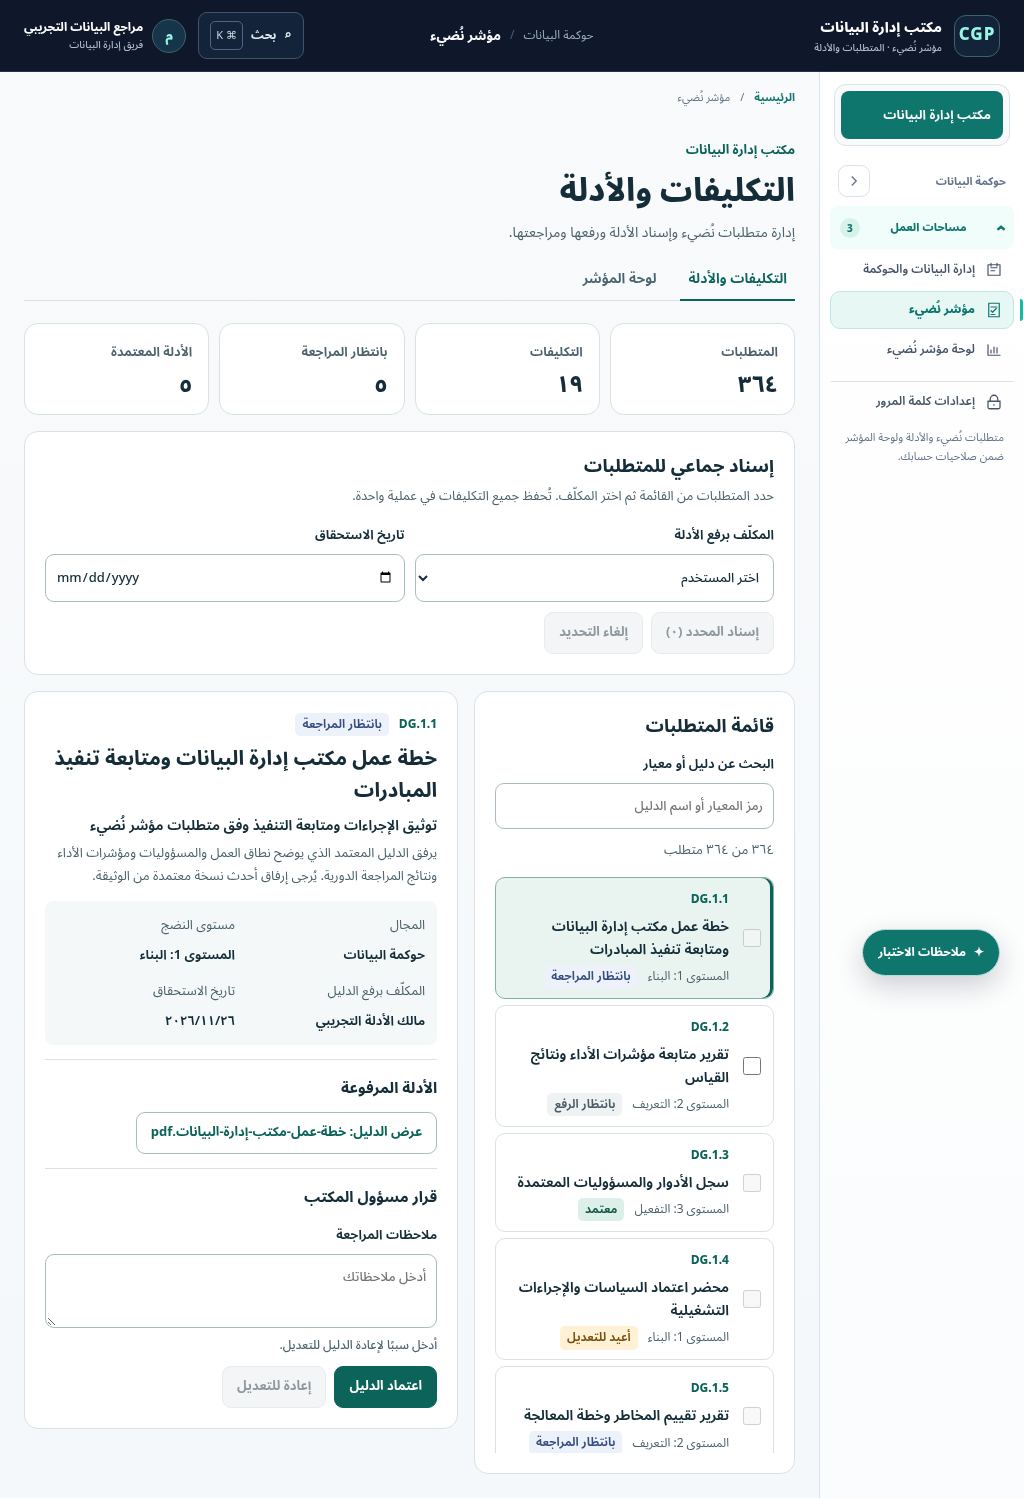 CGP
مكتب إدارة البيانات
مؤشر نُضيء · المتطلبات والأدلة
حوكمة البيانات / مؤشر نُضيء
بحث ⌘ K
م
مراجع البيانات التجريبي
فريق إدارة البيانات
مكتب إدارة البيانات
حوكمة البيانات
مساحات العمل 3
إدارة البيانات والحوكمة
مؤشر نُضيء
لوحة مؤشر نُضيء
إعدادات كلمة المرور
متطلبات نُضيء والأدلة ولوحة المؤشر
ضمن صلاحيات حسابك.
✦ ملاحظات الاختبار
الرئيسية / مؤشر نُضيء
مكتب إدارة البيانات
التكليفات والأدلة
إدارة متطلبات نُضيء وإسناد الأدلة ورفعها ومراجعتها.
التكليفات والأدلة
لوحة المؤشر
المتطلبات
٣٦٤
التكليفات
١٩
بانتظار المراجعة
٥
الأدلة المعتمدة
٥
إسناد جماعي للمتطلبات
حدد المتطلبات من القائمة ثم اختر المكلّف. تُحفظ جميع التكليفات في عملية واحدة.
المكلّف برفع الأدلة
اختر المستخدم
تاريخ الاستحقاق
mm/dd/yyyy
إسناد المحدد (٠)
إلغاء التحديد
قائمة المتطلبات
البحث عن دليل أو معيار
رمز المعيار أو اسم الدليل
٣٦٤ من ٣٦٤ متطلب
DG.1.1
خطة عمل مكتب إدارة البيانات
ومتابعة تنفيذ المبادرات
المستوى 1: البناء بانتظار المراجعة
DG.1.2
تقرير متابعة مؤشرات الأداء ونتائج
القياس
المستوى 2: التعريف بانتظار الرفع
DG.1.3
سجل الأدوار والمسؤوليات المعتمدة
المستوى 3: التفعيل معتمد
DG.1.4
محضر اعتماد السياسات والإجراءات
التشغيلية
المستوى 1: البناء أعيد للتعديل
DG.1.5
تقرير تقييم المخاطر وخطة المعالجة
المستوى 2: التعريف بانتظار المراجعة
DG.1.1 بانتظار المراجعة
خطة عمل مكتب إدارة البيانات ومتابعة تنفيذ
المبادرات
توثيق الإجراءات ومتابعة التنفيذ وفق متطلبات مؤشر نُضيء
يرفق الدليل المعتمد الذي يوضح نطاق العمل والمسؤوليات ومؤشرات الأداء
ونتائج المراجعة الدورية. يُرجى إرفاق أحدث نسخة معتمدة من الوثيقة.
المجال
حوكمة البيانات
مستوى النضج
المستوى 1: البناء
المكلّف برفع الدليل
مالك الأدلة التجريبي
تاريخ الاستحقاق
٢٠٢٦/١١/٢٦
الأدلة المرفوعة
عرض الدليل: خطة-عمل-مكتب-إدارة-البيانات.pdf
قرار مسؤول المكتب
ملاحظات المراجعة
أدخل ملاحظاتك
أدخل سببًا لإعادة الدليل للتعديل.
اعتماد الدليل
إعادة للتعديل